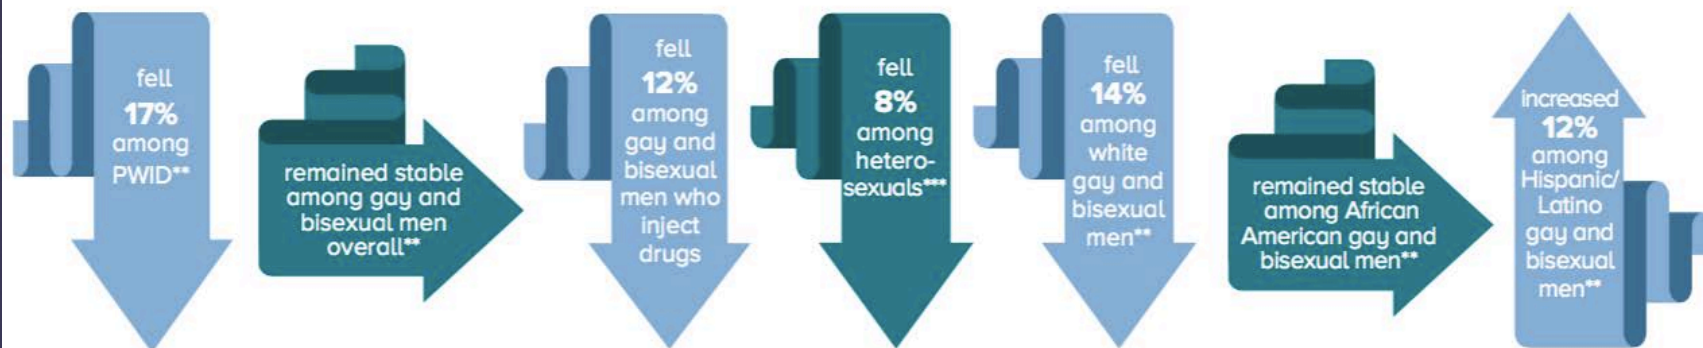 fell
17%
among
PWID**
remained stable
among gay and
bisexual men
overall**
fell
12%
among
gay and
bisexual
men who
inject
drugs
fell
8%
among
hetero-
sexuals***
fell
14%
among
white
gay and
bisexual
men**
remained stable
among African
American gay and
bisexual men**
increased
12%
among
Hispanic/
Latino
gay and
bisexual
men**